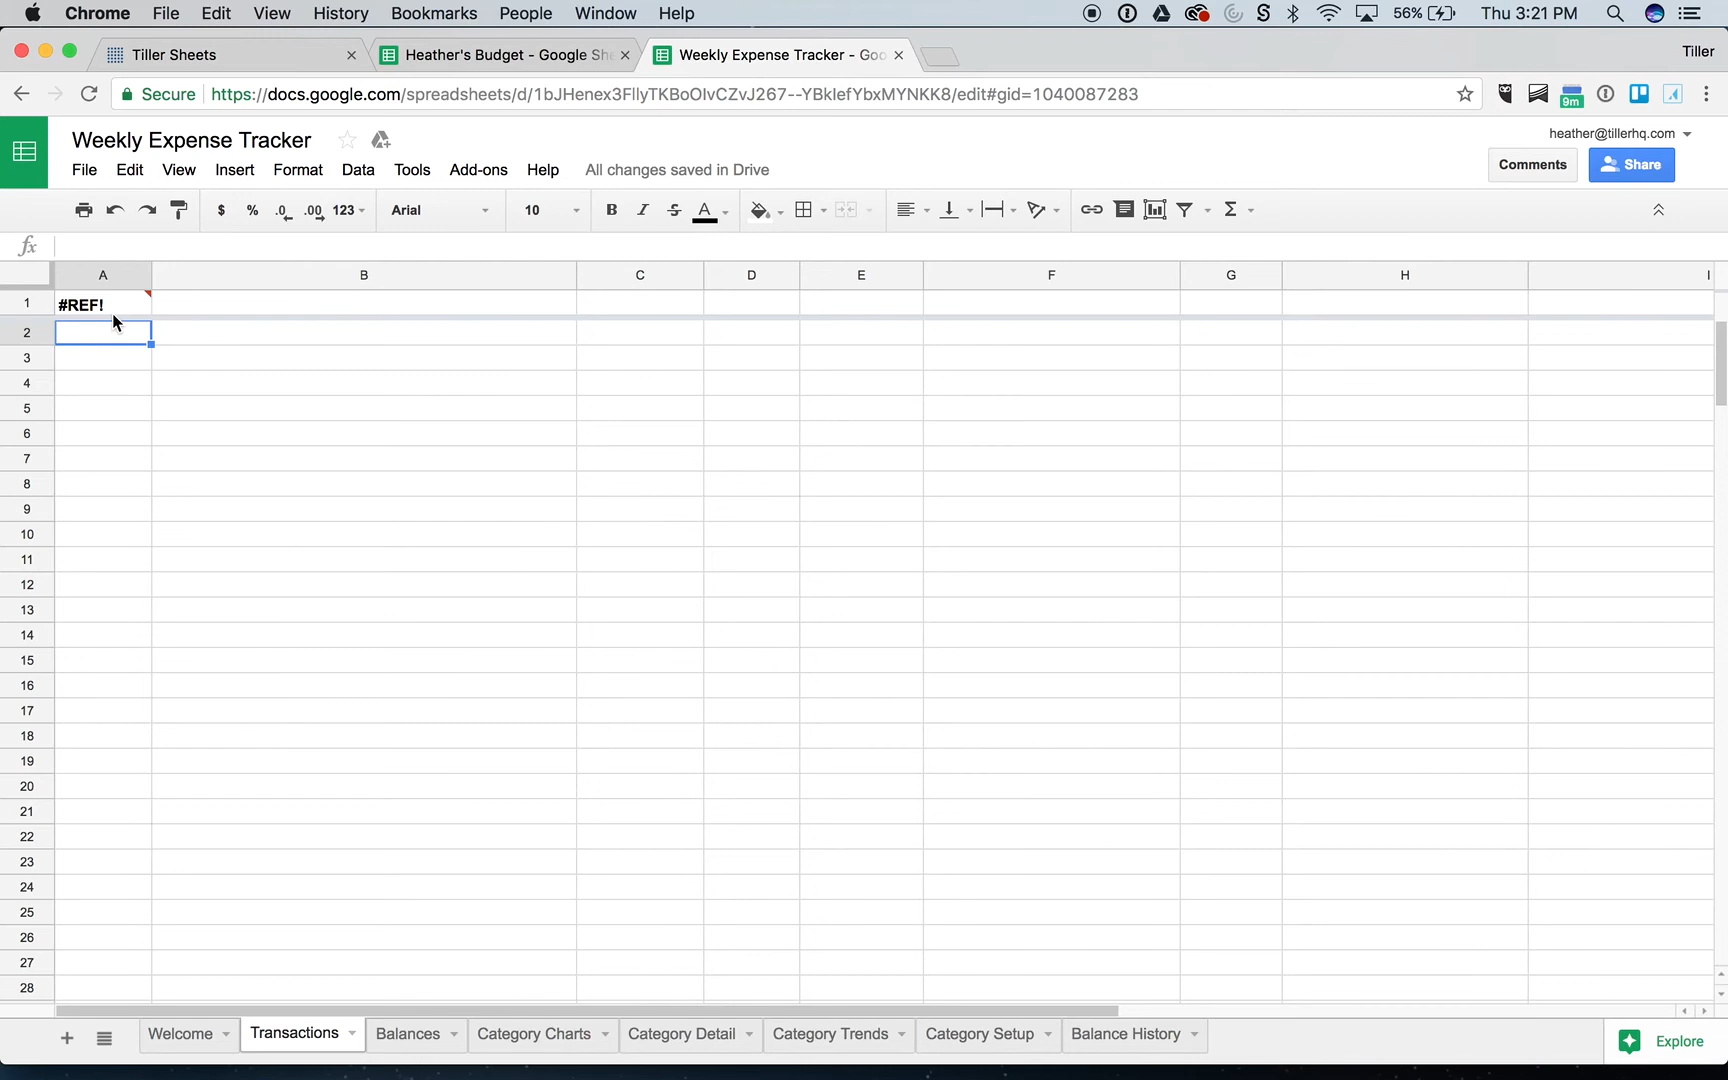 Chrome File Edit View History Bookmarks People Window Help 56% Thu 3:21 PM
Tiller Sheets Heather's Budget - Google She Weekly Expense Tracker - Goo Tiller
Secure https://docs.google.com/spreadsheets/d/1bJHenex3FllyTKBoOlvCZvJ267--YBklefYbxMYNKK8/edit#gid=1040087283 9m
Weekly Expense Tracker heather@tillerhq.com
File Edit View Insert Format Data Tools Add-ons Help All changes saved in Drive Comments Share
$ % .0 .00 123 Arial 10 B I S A Σ
fx
A B C D E F G H I
1 #REF!
2
3
4
5
6
7
8
9
10
11
12
13
14
15
16
17
18
19
20
21
22
23
24
25
26
27
28
Welcome Transactions Balances Category Charts Category Detail Category Trends Category Setup Balance History Explore